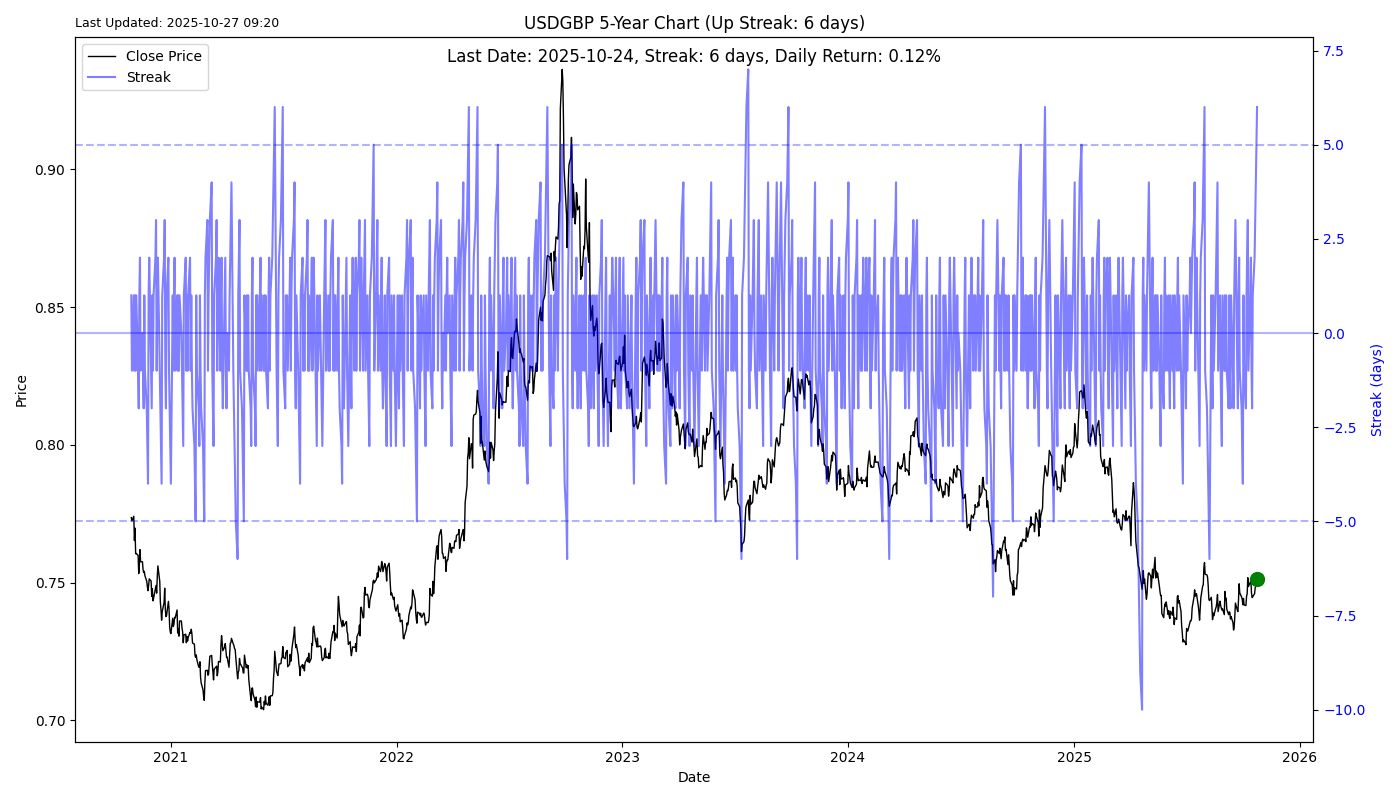 Last Updated: 2025-10-27 09:20
USDGBP 5-Year Chart (Up Streak: 6 days)
Last Date: 2025-10-24, Streak: 6 days, Daily Return: 0.12%
Close Price
Streak
0.90
0.85
0.80
0.75
0.70
Price
7.5
5.0
2.5
0.0
−2.5
−5.0
−7.5
−10.0
Streak (days)
2021
2022
2023
2024
2025
2026
Date